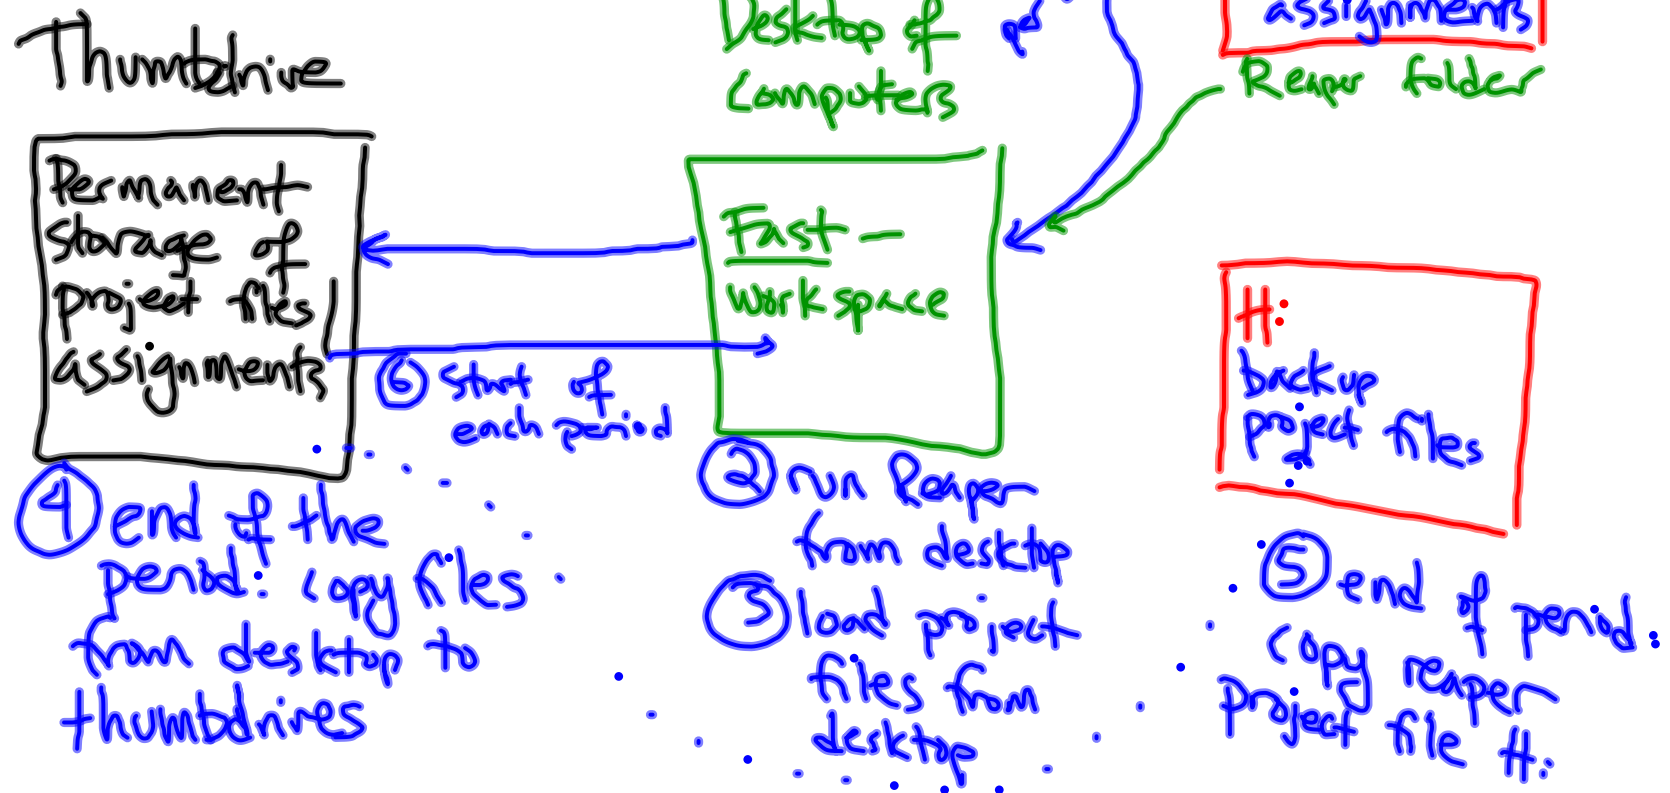 Thumbdrive
Permanent
storage of
project files/
assignments
Desktop of
computers
Fast -
workspace
assignments
Reaper folder
H:
backup
project files
⑥ Start of
each period
④ end of the
period: copy files
from desktop to
thumbdrives
② run Reaper
from desktop
③ load project
files from
desktop
⑤ end of period:
copy reaper
project file H: